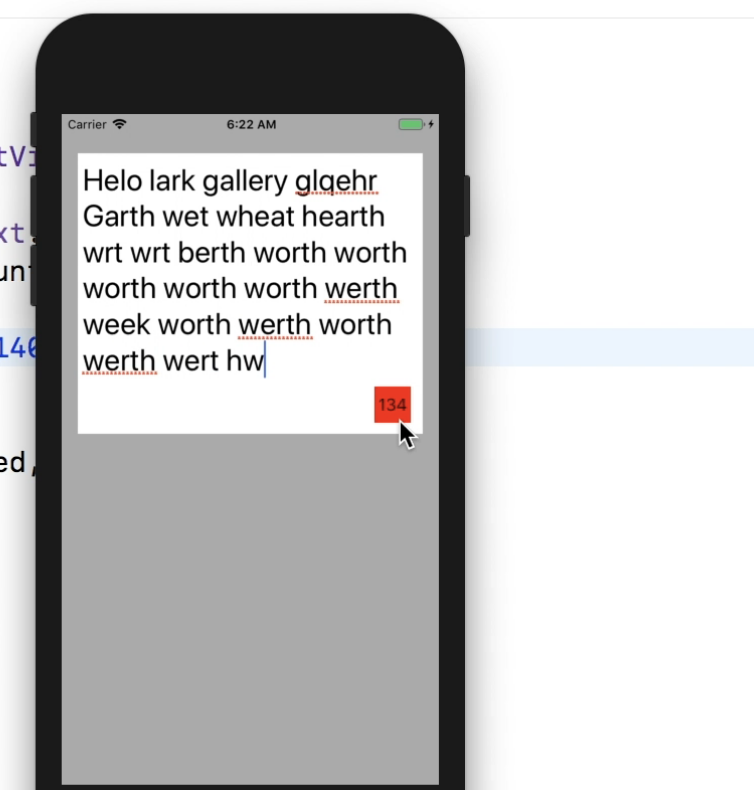 Carrier 6:22 AM
Helo lark gallery glqehr
Garth wet wheat hearth
wrt wrt berth worth worth
worth worth worth werth
week worth werth worth
werth wert hw
134
tVi
xt
unt
140
ed,